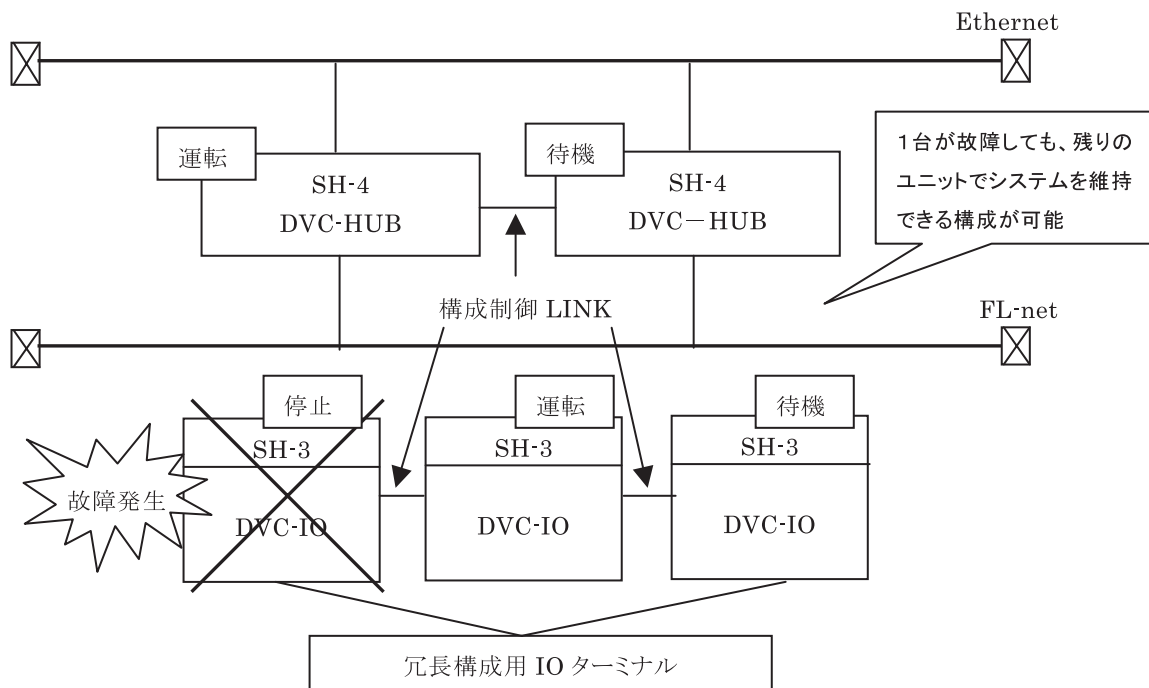 Ethernet
運転
待機
1台が故障しても、残りの
ユニットでシステムを維持
できる構成が可能
SH-4
DVC-HUB
SH-4
DVC－HUB
構成制御 LINK
FL-net
停止
運転
待機
SH-3
SH-3
SH-3
故障発生
DVC-IO
DVC-IO
DVC-IO
冗長構成用 IO ターミナル